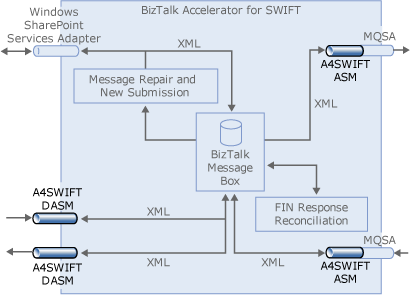 Windows
SharePoint
Services Adapter
BizTalk Accelerator for SWIFT
XML
MQSA
A4SWIFT
ASM
Message Repair and
New Submission
XML
BizTalk
Message
Box
A4SWIFT
DASM
XML
FIN Response
Reconciliation
MQSA
A4SWIFT
DASM
XML
XML
A4SWIFT
ASM